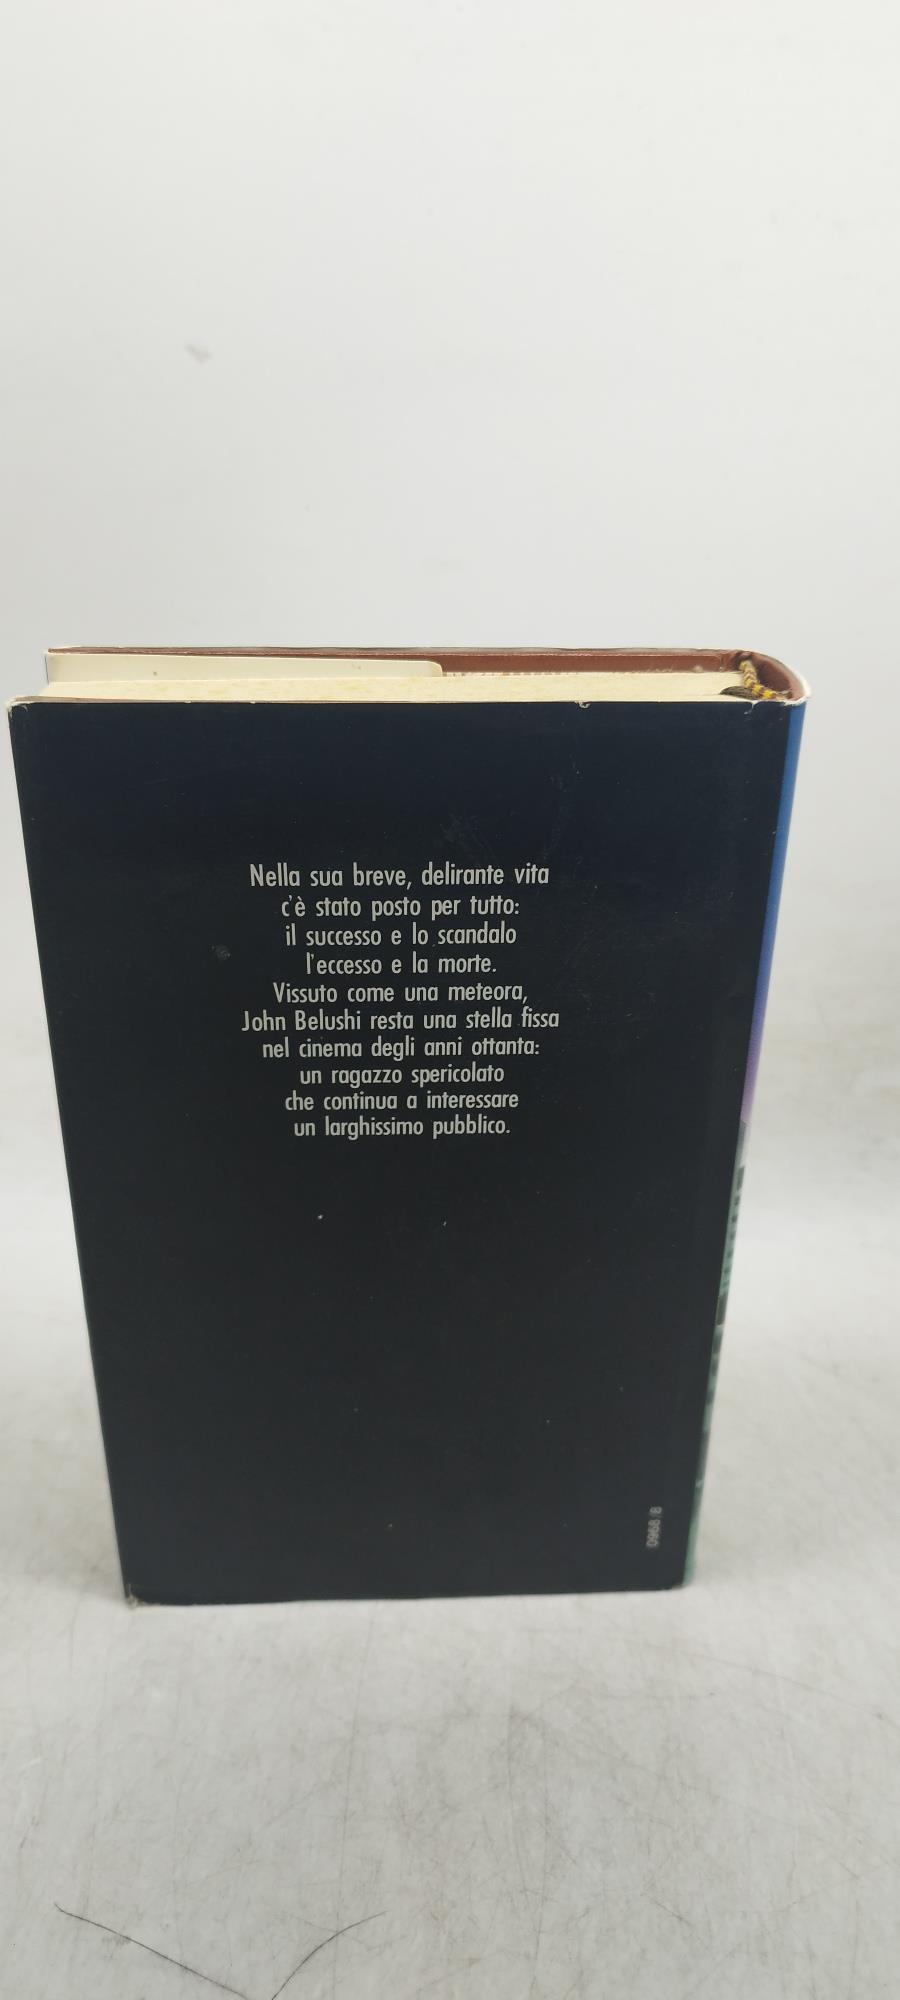 Nella sua breve, delirante vita
c'è stato posto per tutto:
il successo e lo scandalo
l'eccesso e la morte.
Vissuto come una meteora,
John Belushi resta una stella fissa
nel cinema degli anni ottanta:
un ragazzo spericolato
che continua a interessare
un larghissimo pubblico.
0968/8